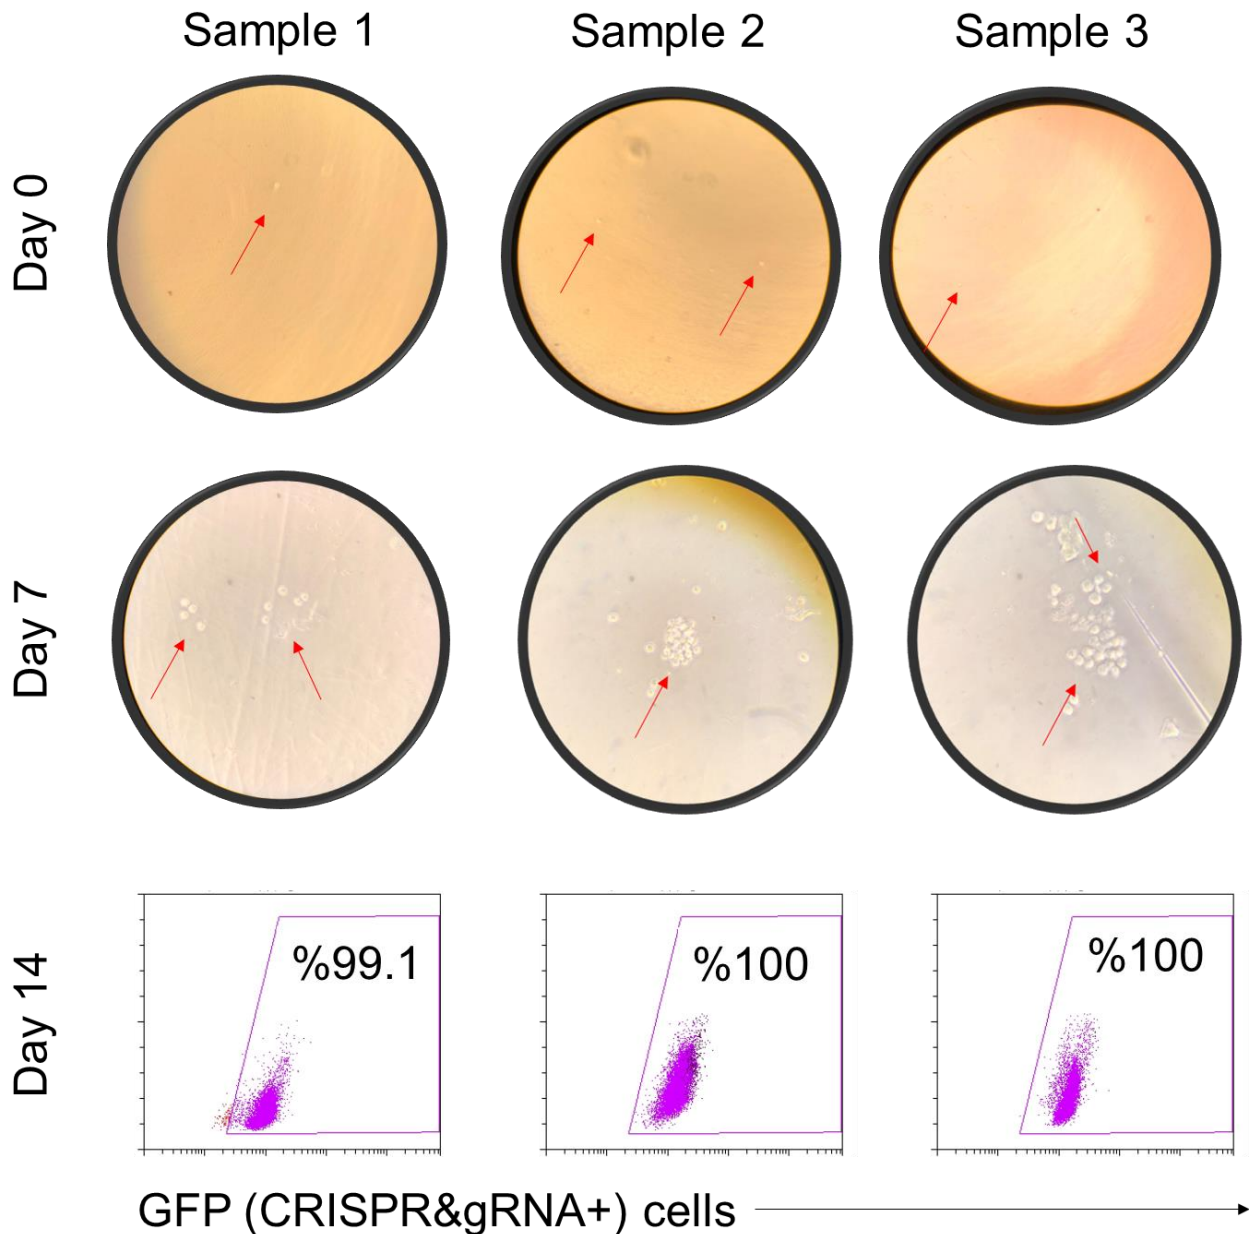 Sample 1
Sample 2
Sample 3
Day 0
Day 7
Day 14
%99.1
%100
%100
GFP (CRISPR&gRNA+) cells